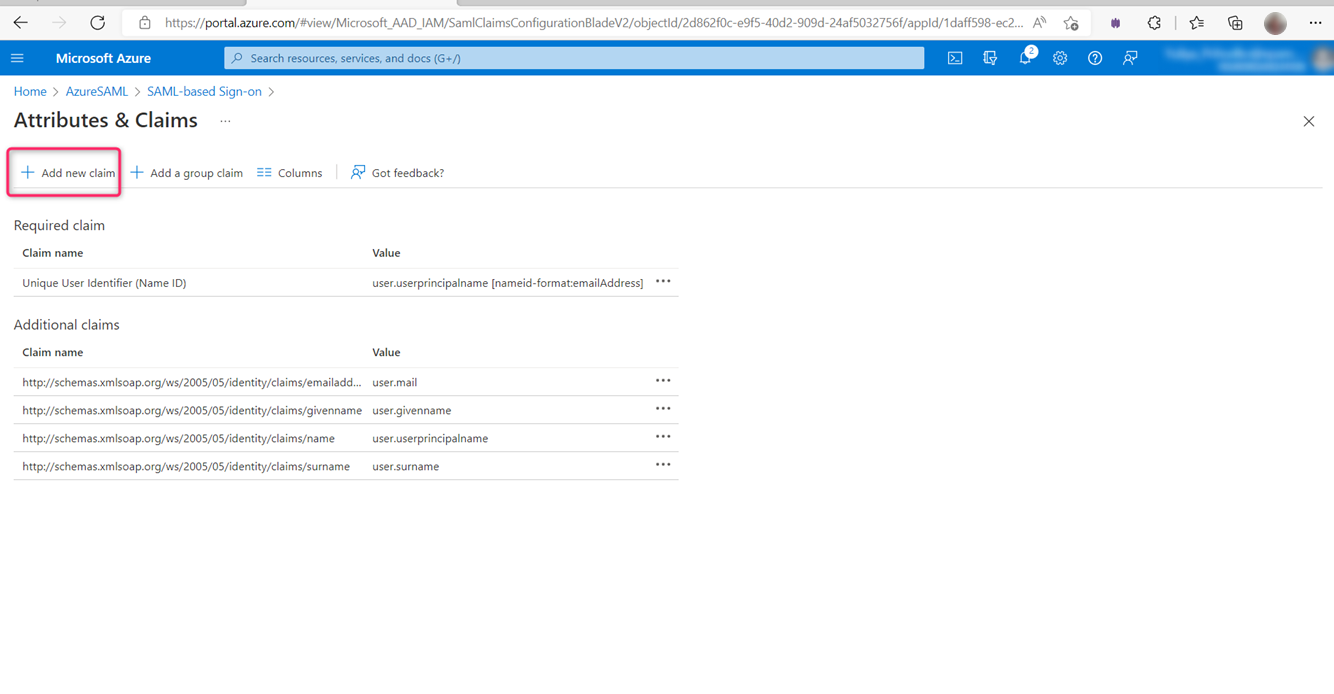 https://portal.azure.com/#view/Microsoft_AAD_IAM/SamlClaimsConfigurationBladeV2/objectId/2d862f0c-e9f5-40d2-909d-24af5032756f/appId/1daff598-ec2...
Microsoft Azure
Search resources, services, and docs (G+/)
2
Home > AzureSAML > SAML-based Sign-on >
Attributes & Claims ...
Add new claim
Add a group claim
Columns
Got feedback?
Required claim
Claim name Value
Unique User Identifier (Name ID) user.userprincipalname [nameid-format:emailAddress] ...
Additional claims
Claim name Value
http://schemas.xmlsoap.org/ws/2005/05/identity/claims/emailadd... user.mail ...
http://schemas.xmlsoap.org/ws/2005/05/identity/claims/givenname user.givenname ...
http://schemas.xmlsoap.org/ws/2005/05/identity/claims/name user.userprincipalname ...
http://schemas.xmlsoap.org/ws/2005/05/identity/claims/surname user.surname ...